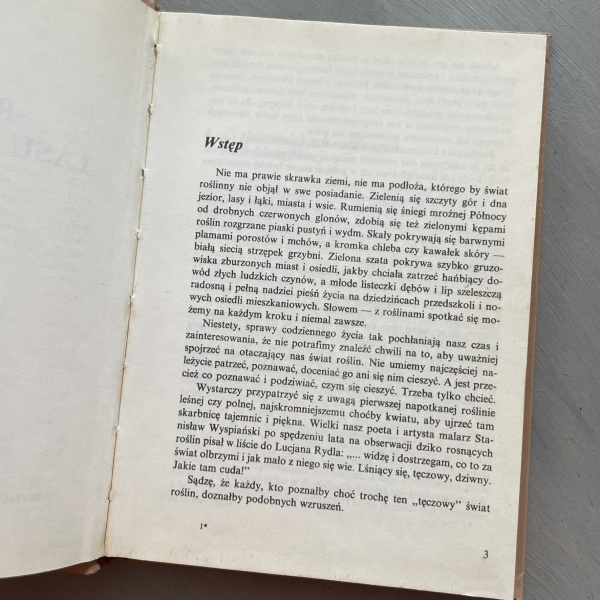 Wstęp
Nie ma prawie skrawka ziemi, nie ma podłoża, którego by świat
roślinny nie objął w swe posiadanie. Zielenią się szczyty gór i dna
jezior, lasy i łąki, miasta i wsie. Rumienią się śniegi mroźnej Północy
od drobnych czerwonych glonów, zdobią się też zielonymi kępami
roślin rozgrzane piaski pustyń i wydm. Skały pokrywają się barwnymi
plamami porostów i mchów, a kromka chleba czy kawałek skóry —
białą siecią strzępek grzybni. Zielona szata pokrywa szybko gruzo-
wiska zburzonych miast i osiedli, jakby chciała zatrzeć hańbiący do-
wód złych ludzkich czynów, a młode listeczki dębów i lip szeleszczą
radosną i pełną nadziei pieśń życia na dziedzińcach przedszkoli i no-
wych osiedli mieszkaniowych. Słowem — z roślinami spotkać się mo-
żemy na każdym kroku i niemal zawsze.
Niestety, sprawy codziennego życia tak pochłaniają nasz czas i
zainteresowania, że nie potrafimy znaleźć chwili na to, aby uważniej
spojrzeć na otaczający nas świat roślin. Nie umiemy najczęściej na-
leżycie patrzeć, poznawać, doceniać go ani się nim cieszyć. A jest prze-
cież co poznawać i podziwiać, czym się cieszyć. Trzeba tylko chcieć.
Wystarczy przypatrzyć się z uwagą pierwszej napotkanej roślinie
leśnej czy polnej, najskromniejszemu choćby kwiatu, aby ujrzeć tam
skarbnicę tajemnic i piękna. Wielki nasz poeta i artysta malarz Sta-
nisław Wyspiański po spędzeniu lata na obserwacji dziko rosnących
roślin pisał w liście do Lucjana Rydla: „... widzę i dostrzegam, co to za
świat olbrzymi i jak mało z niego się wie. Lśniący się, tęczowy, dziwny.
Jakie tam cuda!"
Sądzę, że każdy, kto poznałby choć trochę ten „tęczowy" świat
roślin, doznałby podobnych wzruszeń.
1*
3